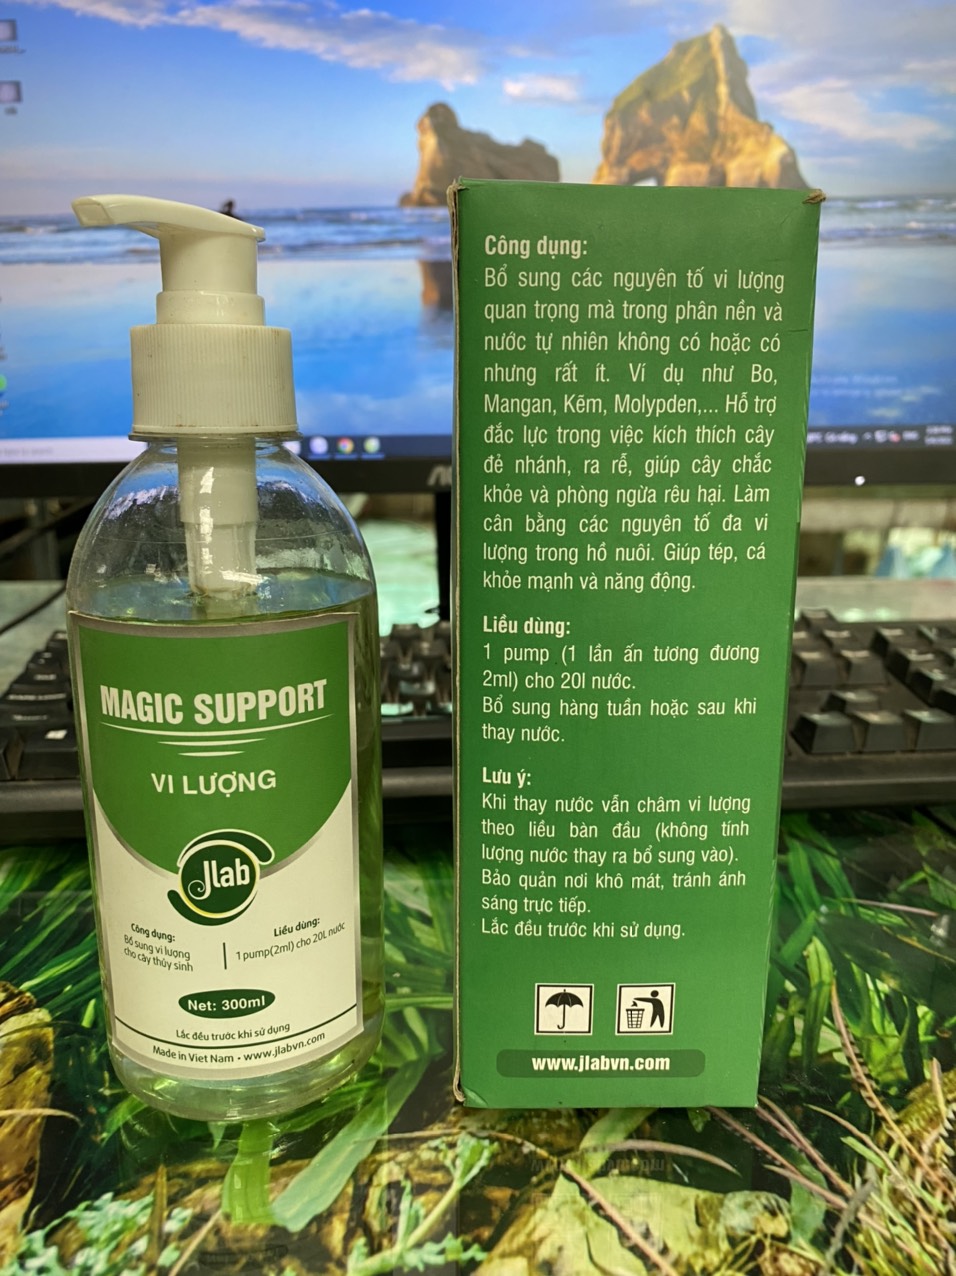 MAGIC SUPPORT
VI LƯỢNG
Jlab
Công dụng:
Bổ sung vi lượng
cho cây thủy sinh
Liều dùng:
1 pump(2ml) cho 20L nước
Net: 300ml
Lắc đều trước khi sử dụng
Made in Viet Nam - www.jlabvn.com
Công dụng:
Bổ sung các nguyên tố vi lượng
quan trọng mà trong phân nền và
nước tự nhiên không có hoặc có
nhưng rất ít. Ví dụ như Bo,
Mangan, Kẽm, Molypden,... Hỗ trợ
đắc lực trong việc kích thích cây
đẻ nhánh, ra rễ, giúp cây chắc
khỏe và phòng ngừa rêu hại. Làm
cân bằng các nguyên tố đa vi
lượng trong hồ nuôi. Giúp tép, cá
khỏe mạnh và năng động.
Liều dùng:
1 pump (1 lần ấn tương đương
2ml) cho 20l nước.
Bổ sung hàng tuần hoặc sau khi
thay nước.
Lưu ý:
Khi thay nước vẫn châm vi lượng
theo liều bàn đầu (không tính
lượng nước thay ra bổ sung vào).
Bảo quản nơi khô mát, tránh ánh
sáng trực tiếp.
Lắc đều trước khi sử dụng.
www.jlabvn.com